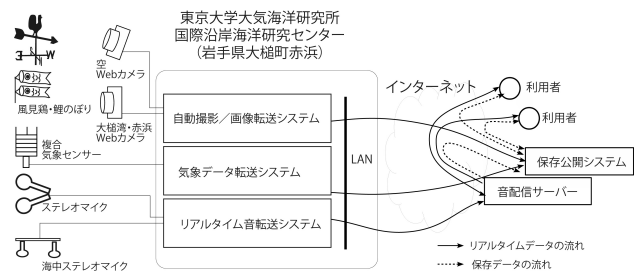 東京大学大気海洋研究所
国際沿岸海洋研究センター
（岩手県大槌町赤浜）
E
W
風見鶏・鯉のぼり
空
Webカメラ
大槌湾・赤浜
Webカメラ
複合
気象センサー
ステレオマイク
海中ステレオマイク
自動撮影／画像転送システム
気象データ転送システム
リアルタイム音転送システム
LAN
インターネット
利用者
利用者
保存公開システム
音配信サーバー
リアルタイムデータの流れ
保存データの流れ